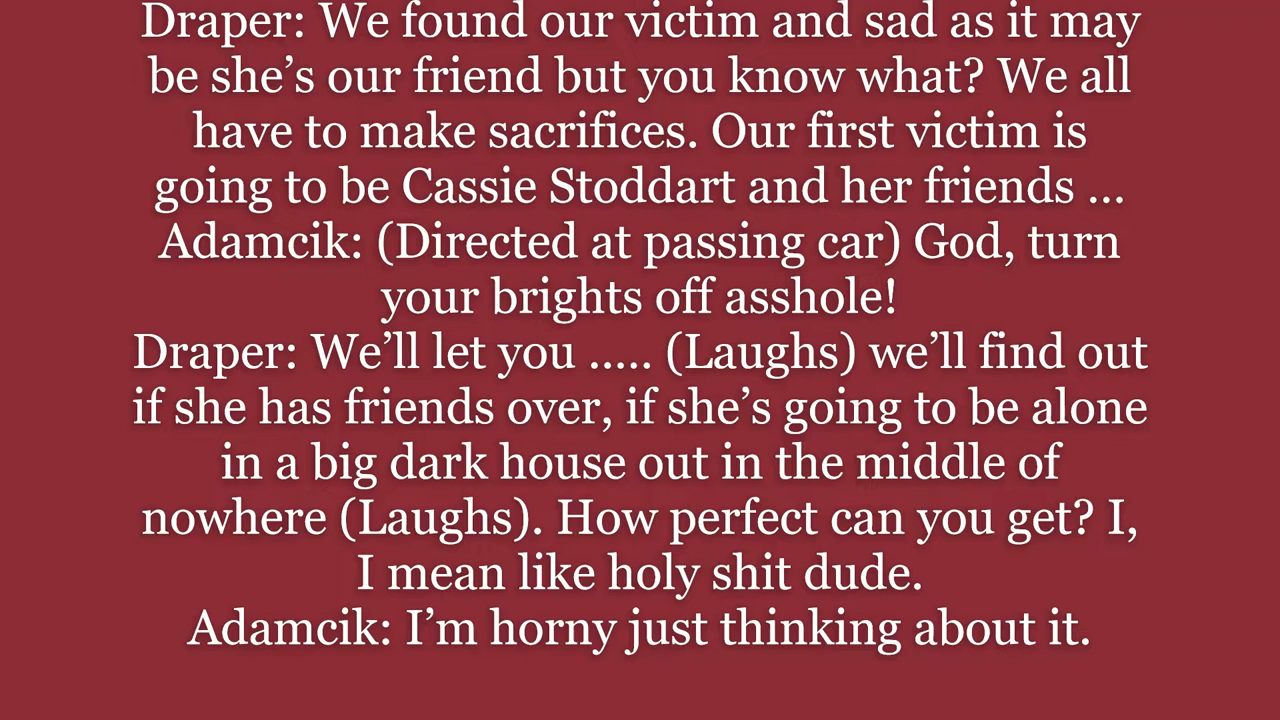 Draper: We found our victim and sad as it may
be she’s our friend but you know what? We all
have to make sacrifices. Our first victim is
going to be Cassie Stoddart and her friends ...
Adamcik: (Directed at passing car) God, turn
your brights off asshole!
Draper: We’ll let you ..... (Laughs) we’ll find out
if she has friends over, if she’s going to be alone
in a big dark house out in the middle of
nowhere (Laughs). How perfect can you get? I,
I mean like holy shit dude.
Adamcik: I’m horny just thinking about it.